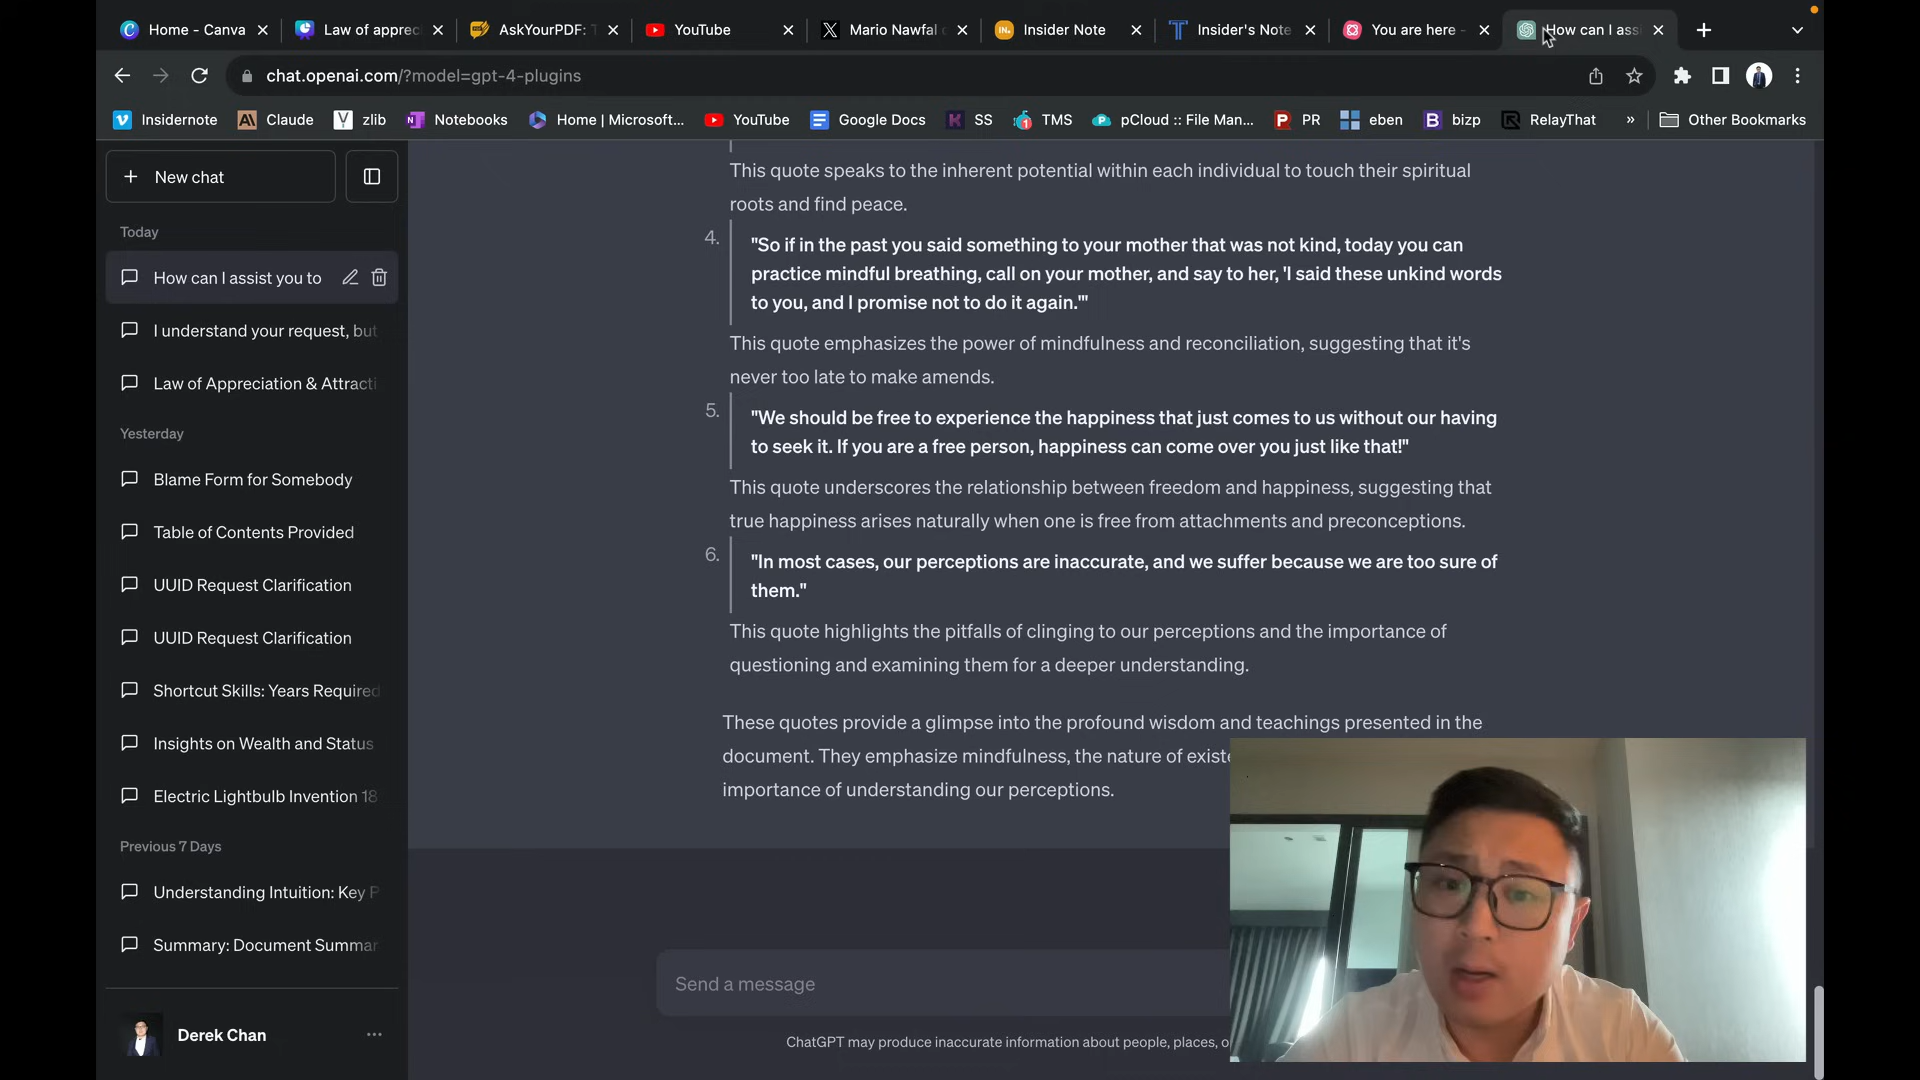 Home - Canva
Law of apprec
AskYourPDF: T
YouTube
Mario Nawfal o
Insider Note
Insider's Note
You are here -
How can I assi
chat.openai.com/?model=gpt-4-plugins
Insidernote
Claude
zlib
Notebooks
Home | Microsoft...
YouTube
Google Docs
SS
TMS
pCloud :: File Man...
PR
eben
bizp
RelayThat
»
Other Bookmarks
New chat
Today
How can I assist you to
I understand your request, but
Law of Appreciation & Attracti
Yesterday
Blame Form for Somebody
Table of Contents Provided
UUID Request Clarification
UUID Request Clarification
Shortcut Skills: Years Required
Insights on Wealth and Status
Electric Lightbulb Invention 18
Previous 7 Days
Understanding Intuition: Key P
Summary: Document Summar
Derek Chan
This quote speaks to the inherent potential within each individual to touch their spiritual
roots and find peace.
4. "So if in the past you said something to your mother that was not kind, today you can
practice mindful breathing, call on your mother, and say to her, 'I said these unkind words
to you, and I promise not to do it again.'"
This quote emphasizes the power of mindfulness and reconciliation, suggesting that it's
never too late to make amends.
5. "We should be free to experience the happiness that just comes to us without our having
to seek it. If you are a free person, happiness can come over you just like that!"
This quote underscores the relationship between freedom and happiness, suggesting that
true happiness arises naturally when one is free from attachments and preconceptions.
6. "In most cases, our perceptions are inaccurate, and we suffer because we are too sure of
them."
This quote highlights the pitfalls of clinging to our perceptions and the importance of
questioning and examining them for a deeper understanding.
These quotes provide a glimpse into the profound wisdom and teachings presented in the
document. They emphasize mindfulness, the nature of existe
importance of understanding our perceptions.
Send a message
ChatGPT may produce inaccurate information about people, places, o